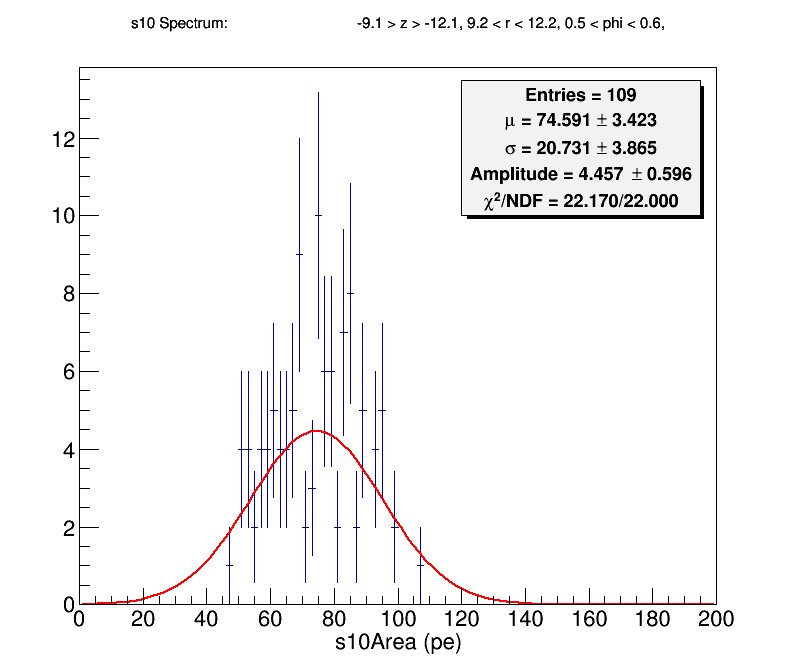 s10 Spectrum: -9.1 > z > -12.1, 9.2 < r < 12.2, 0.5 < phi < 0.6,
Entries = 109
μ = 74.591 ± 3.423
σ = 20.731 ± 3.865
Amplitude = 4.457 ± 0.596
χ²/NDF = 22.170/22.000
12
10
8
6
4
2
0
0 20 40 60 80 100 120 140 160 180 200
s10Area (pe)